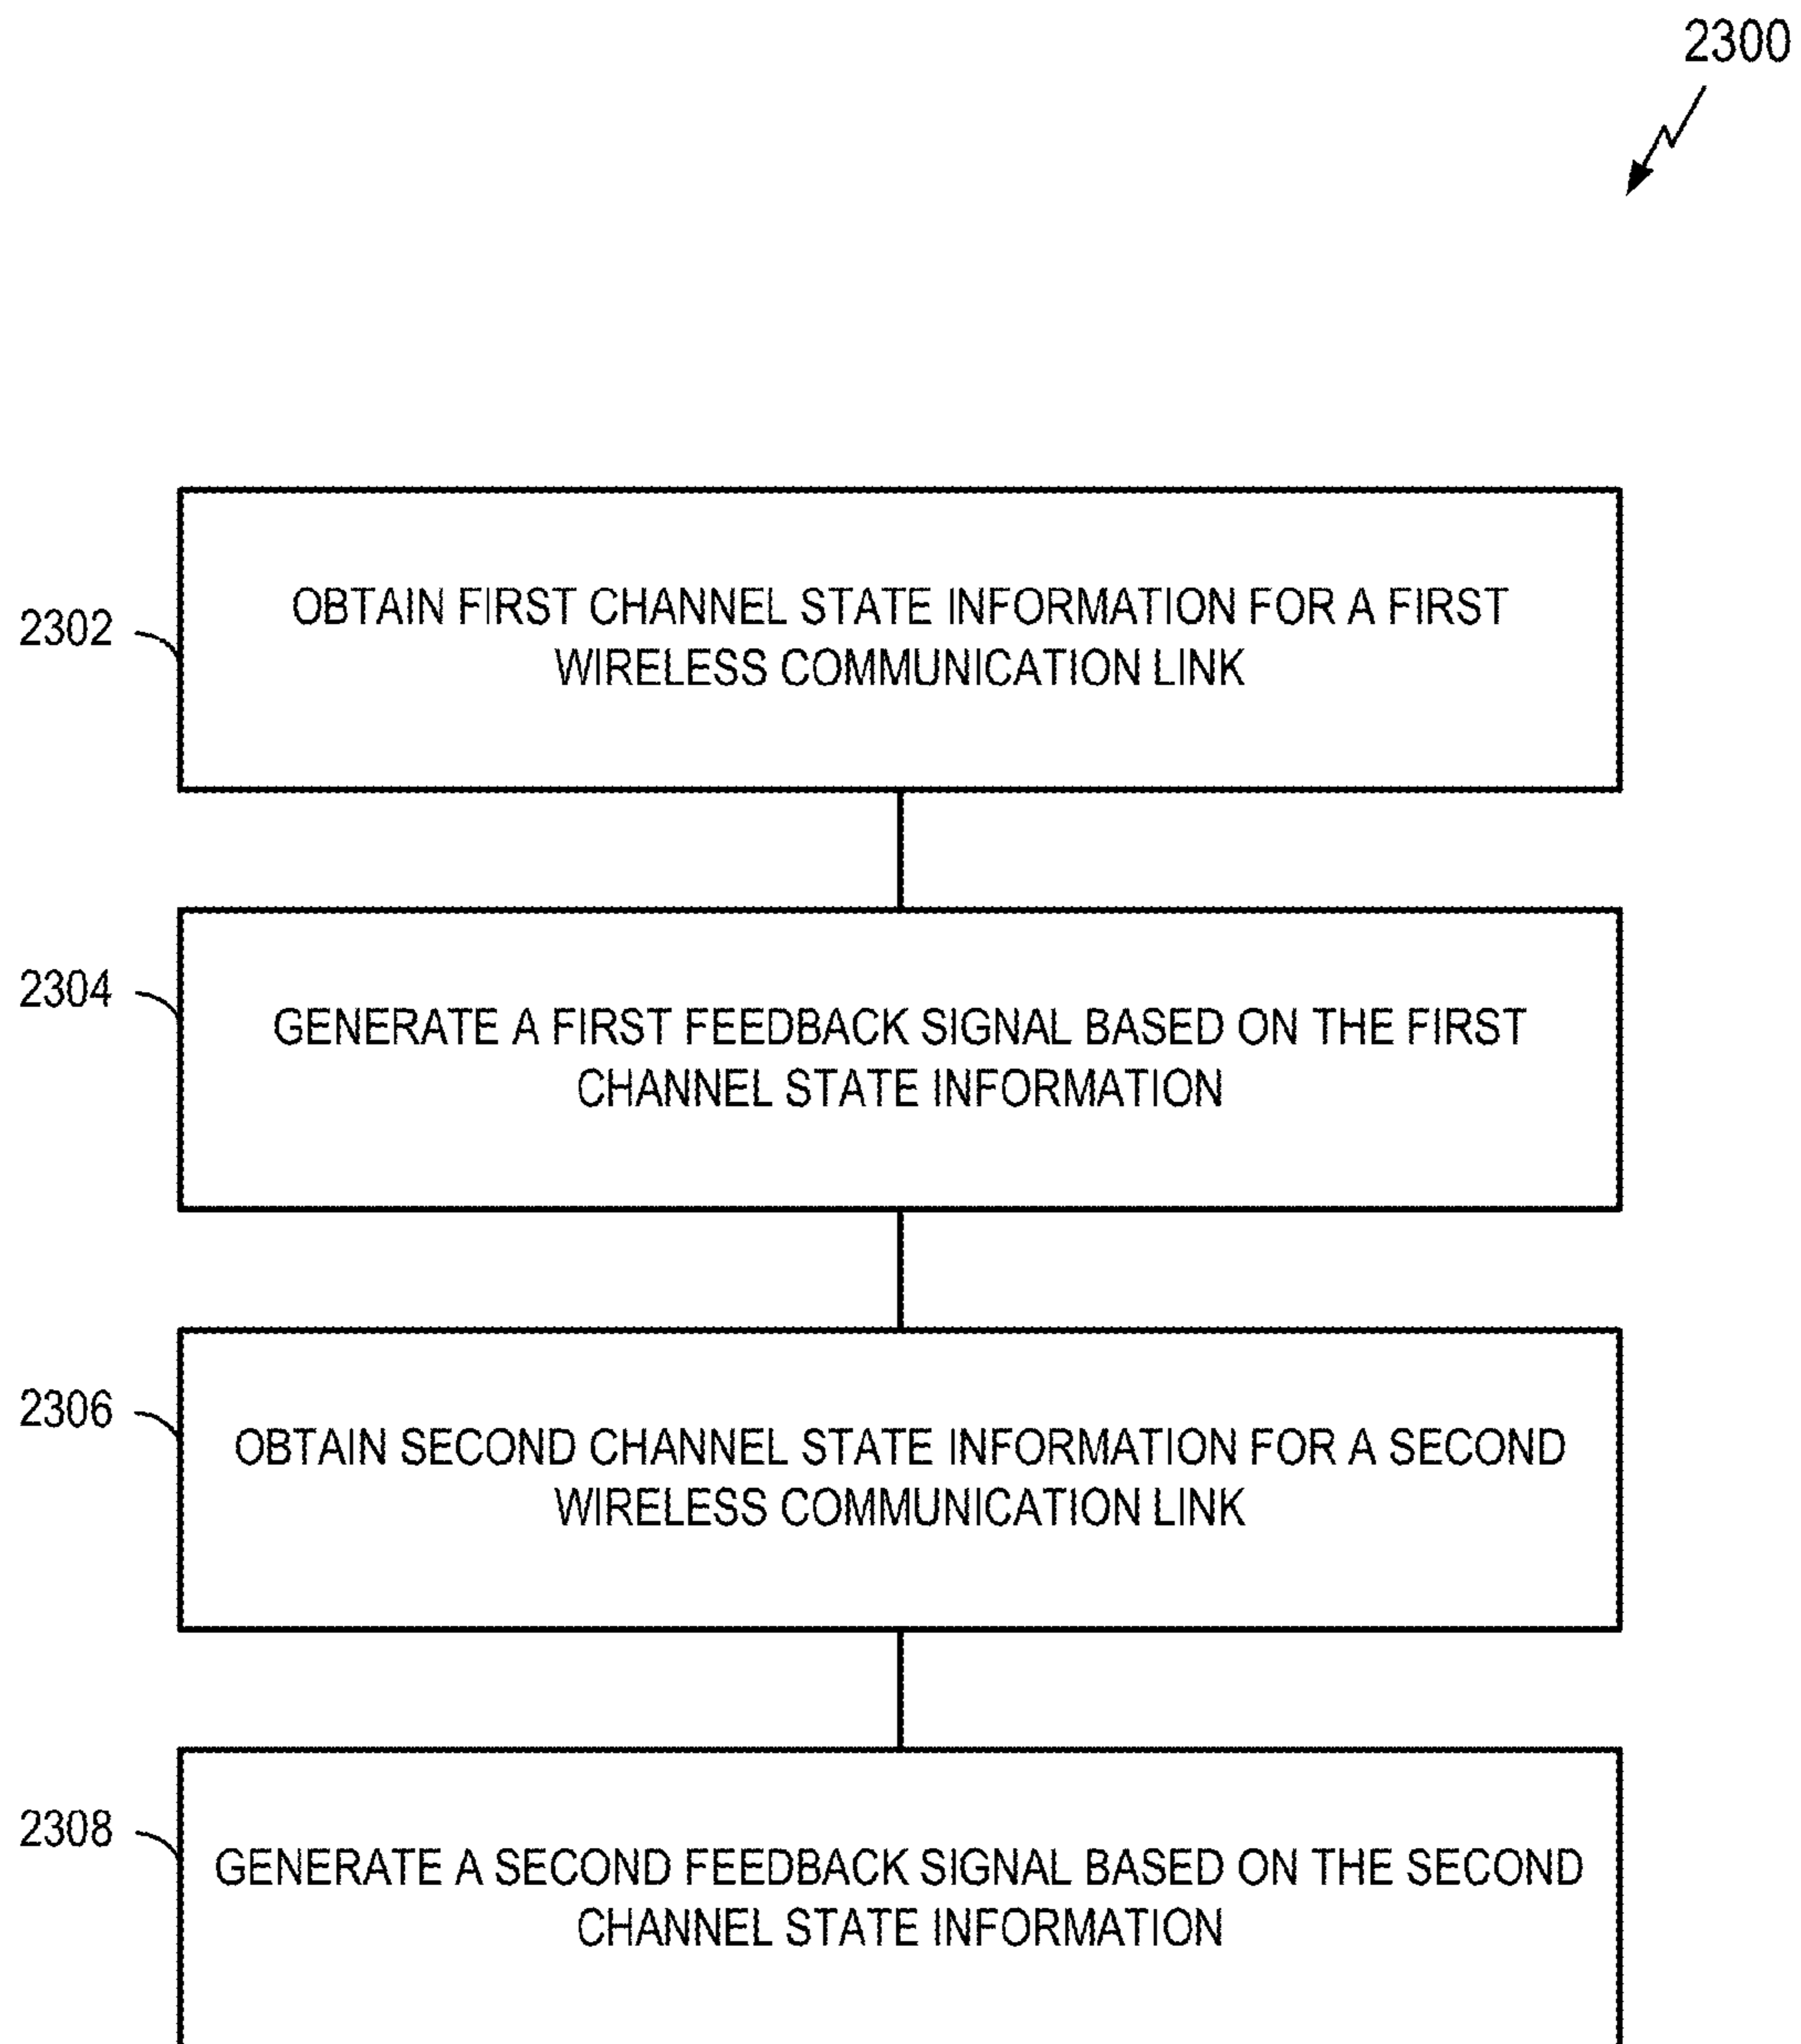 2300
2302
OBTAIN FIRST CHANNEL STATE INFORMATION FOR A FIRST
WIRELESS COMMUNICATION LINK
2304
GENERATE A FIRST FEEDBACK SIGNAL BASED ON THE FIRST
CHANNEL STATE INFORMATION
2306
OBTAIN SECOND CHANNEL STATE INFORMATION FOR A SECOND
WIRELESS COMMUNICATION LINK
2308
GENERATE A SECOND FEEDBACK SIGNAL BASED ON THE SECOND
CHANNEL STATE INFORMATION